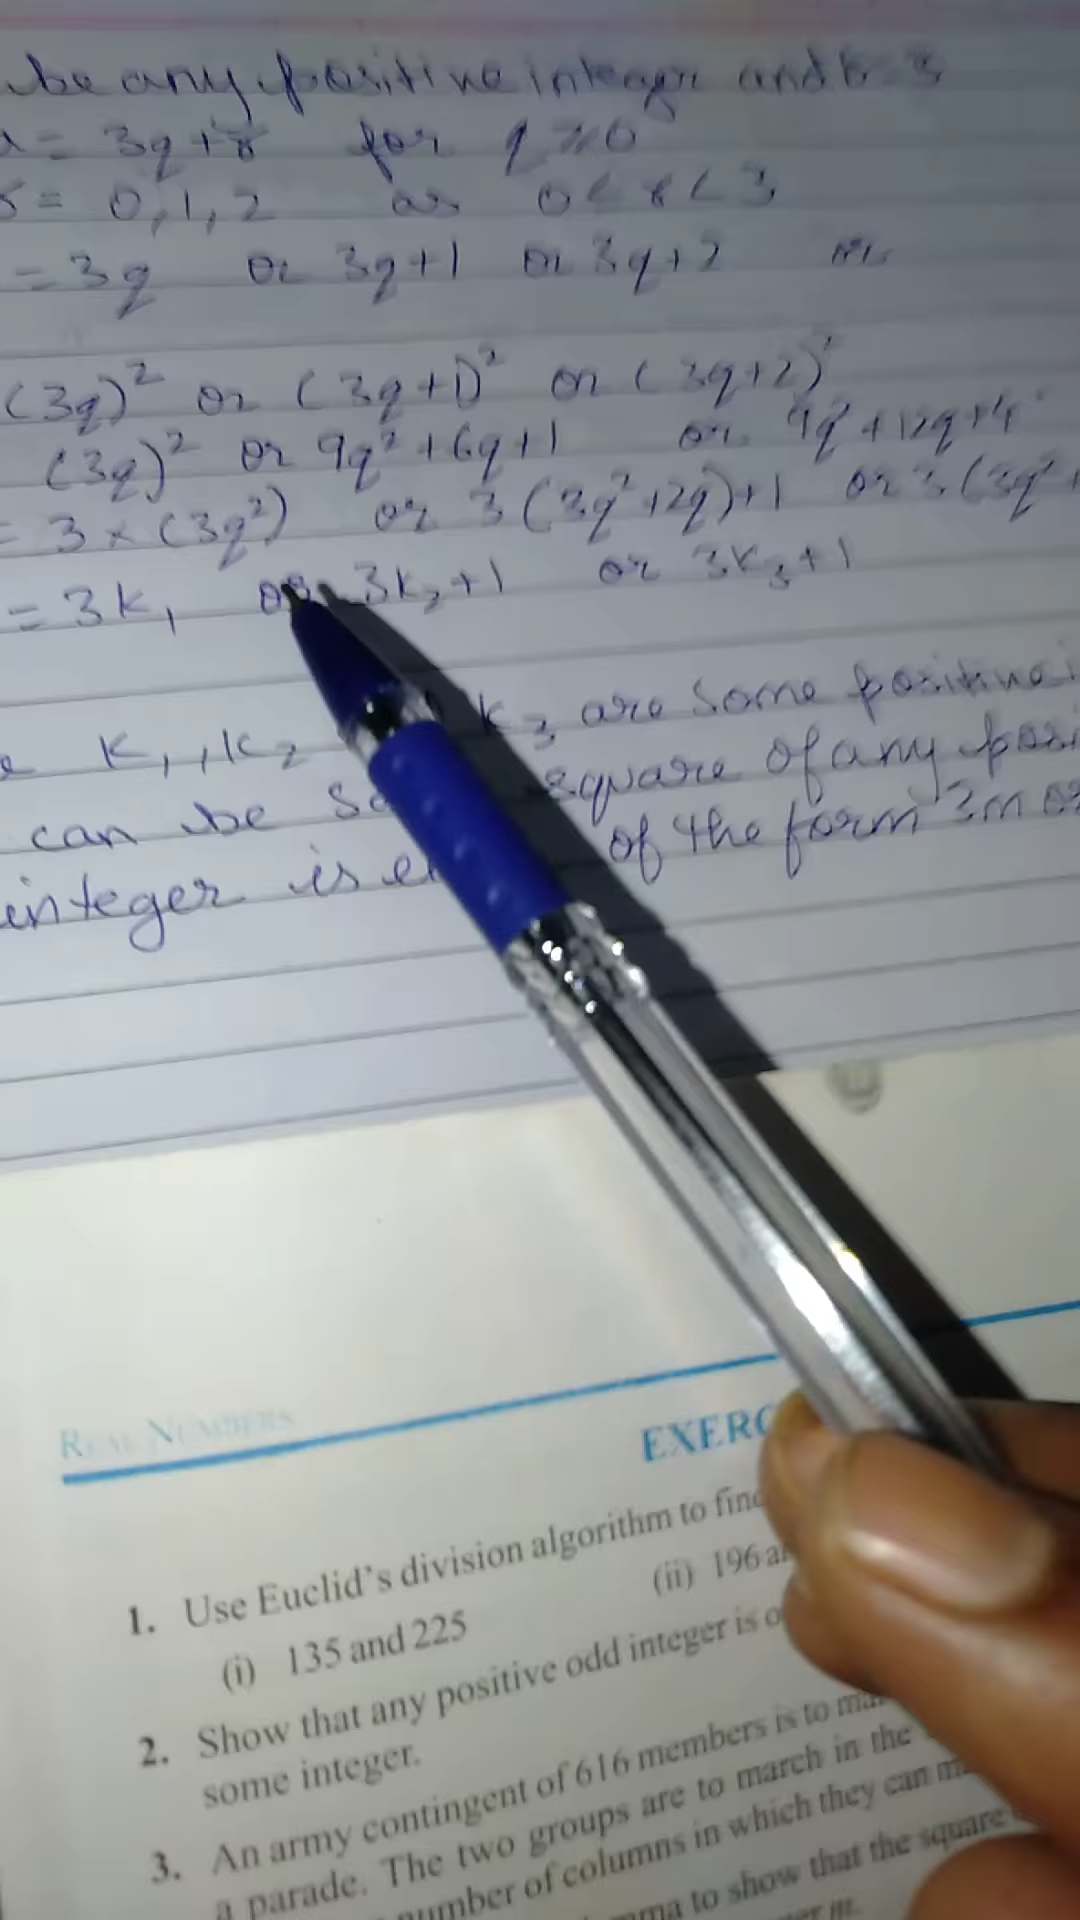 be any positive integer and b = 3
a = 3q + r for q ≥ 0
r = 0, 1, 2 as 0 < r < 3
= 3q or 3q+1 or 3q+2
(3q)² or (3q+1)² or (3q+2)²
(3q)² or 9q²+6q+1 or 9q²+12q+4
= 3 × (3q²) or 3(3q²+2q)+1 or 3(3q²+
= 3k₁ or 3k₂+1 or 3k₃+1
k₁, k₂ k₃ are some positive i
can be square of any posi
integer is of the form 3m or
REAL NUMBERS
EXERC
1. Use Euclid's division algorithm to find
(i) 135 and 225 (ii) 196 a
2. Show that any positive odd integer is o
some integer.
3. An army contingent of 616 members is to ma
a parade. The two groups are to march in the
number of columns in which they can m
to show that the square